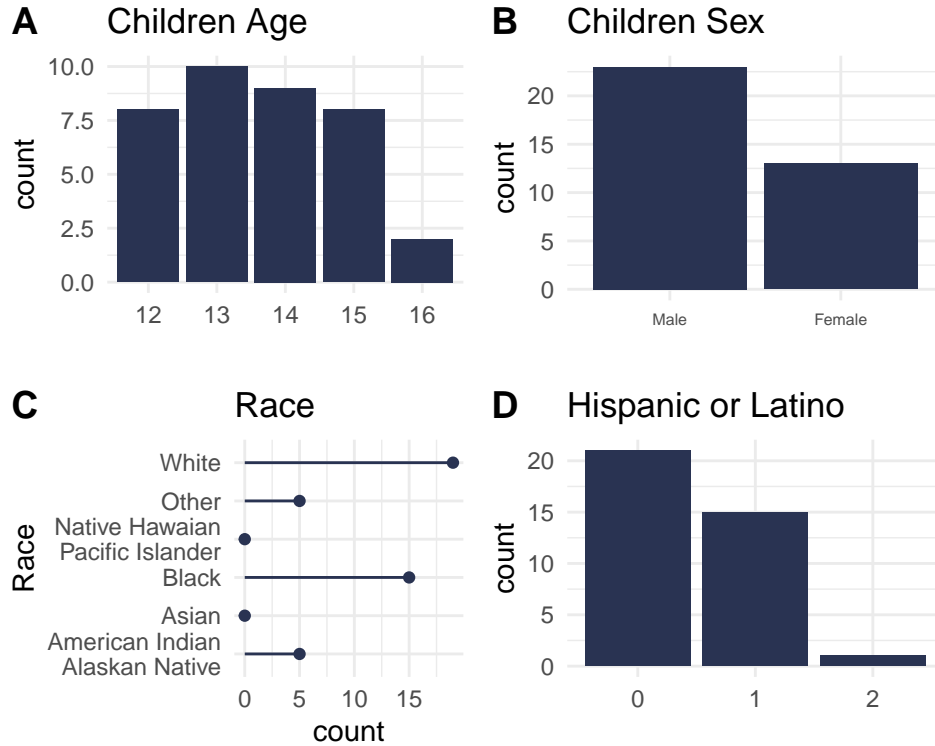 A Children Age
10.0
7.5
5.0
2.5
0.0
count
12 13 14 15 16
B Children Sex
20
15
10
5
0
count
Male Female
C Race
Race
White
Other
Native Hawaian
Pacific Islander
Black
Asian
American Indian
Alaskan Native
0 5 10 15
count
D Hispanic or Latino
20
15
10
5
0
count
0 1 2